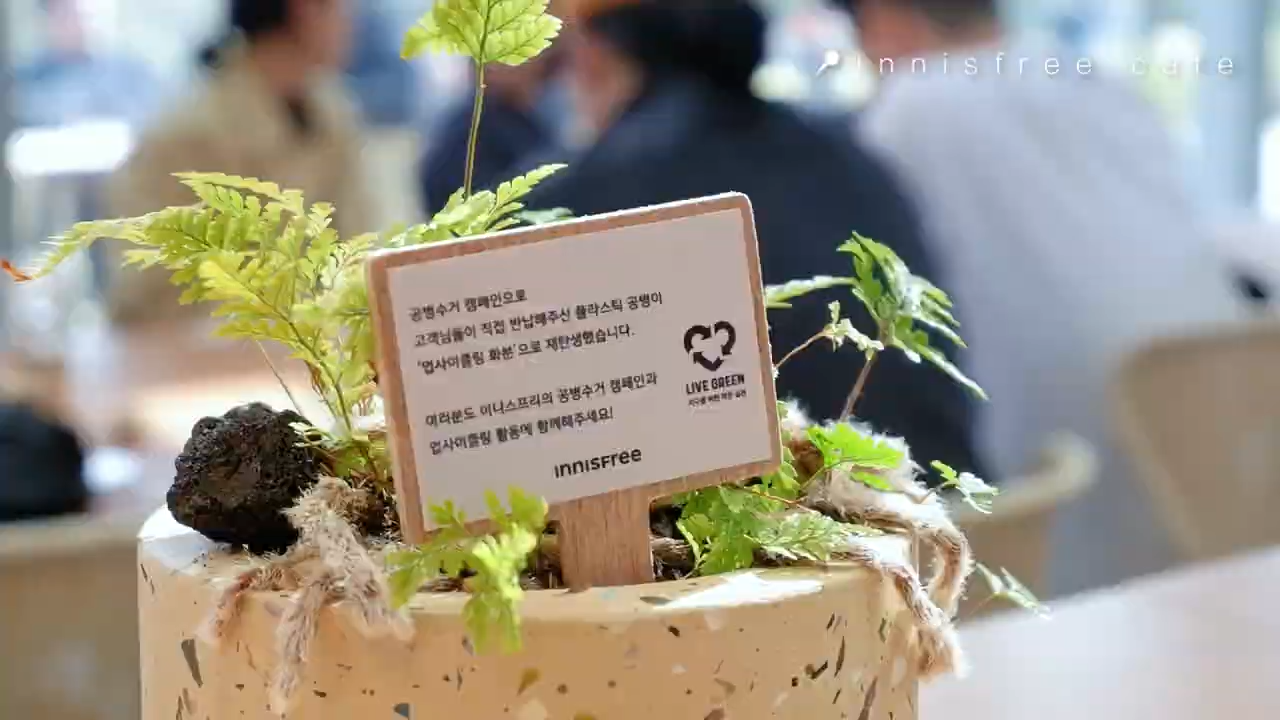 innisfree cafe
공병수거 캠페인으로
고객님들이 직접 반납해주신 플라스틱 공병이
'업사이클링 화분'으로 재탄생했습니다.
여러분도 이니스프리의 공병수거 캠페인과
업사이클링 활동에 함께해주세요!
innisfree
LIVE GREEN